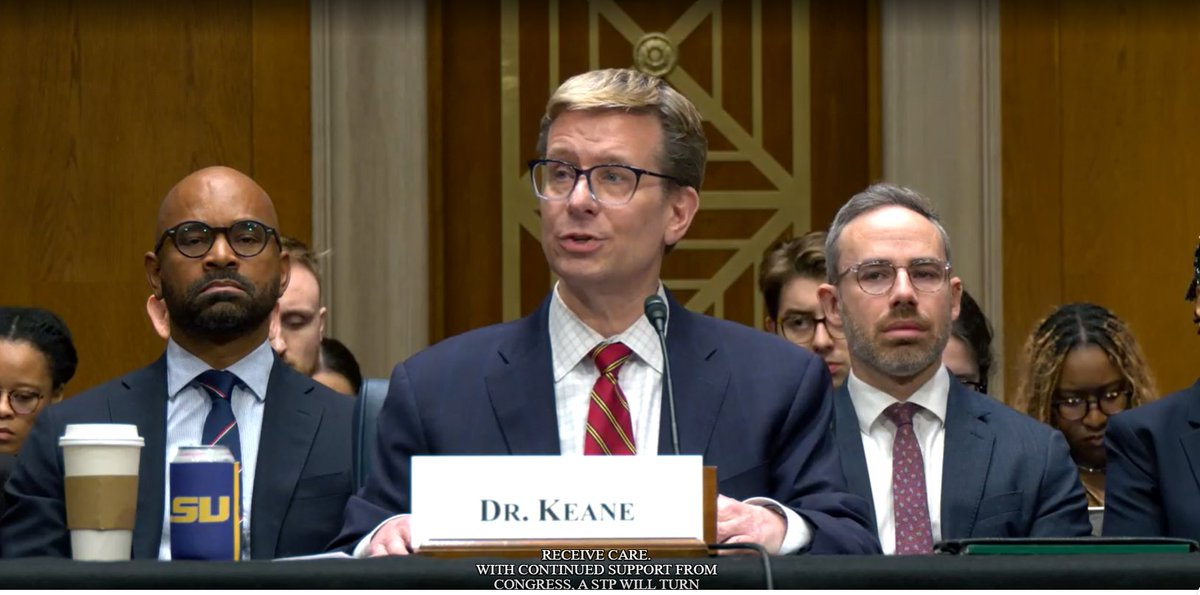 SU
DR. KEANE
RECEIVE CARE.
WITH CONTINUED SUPPORT FROM
CONGRESS, A STP WILL TURN